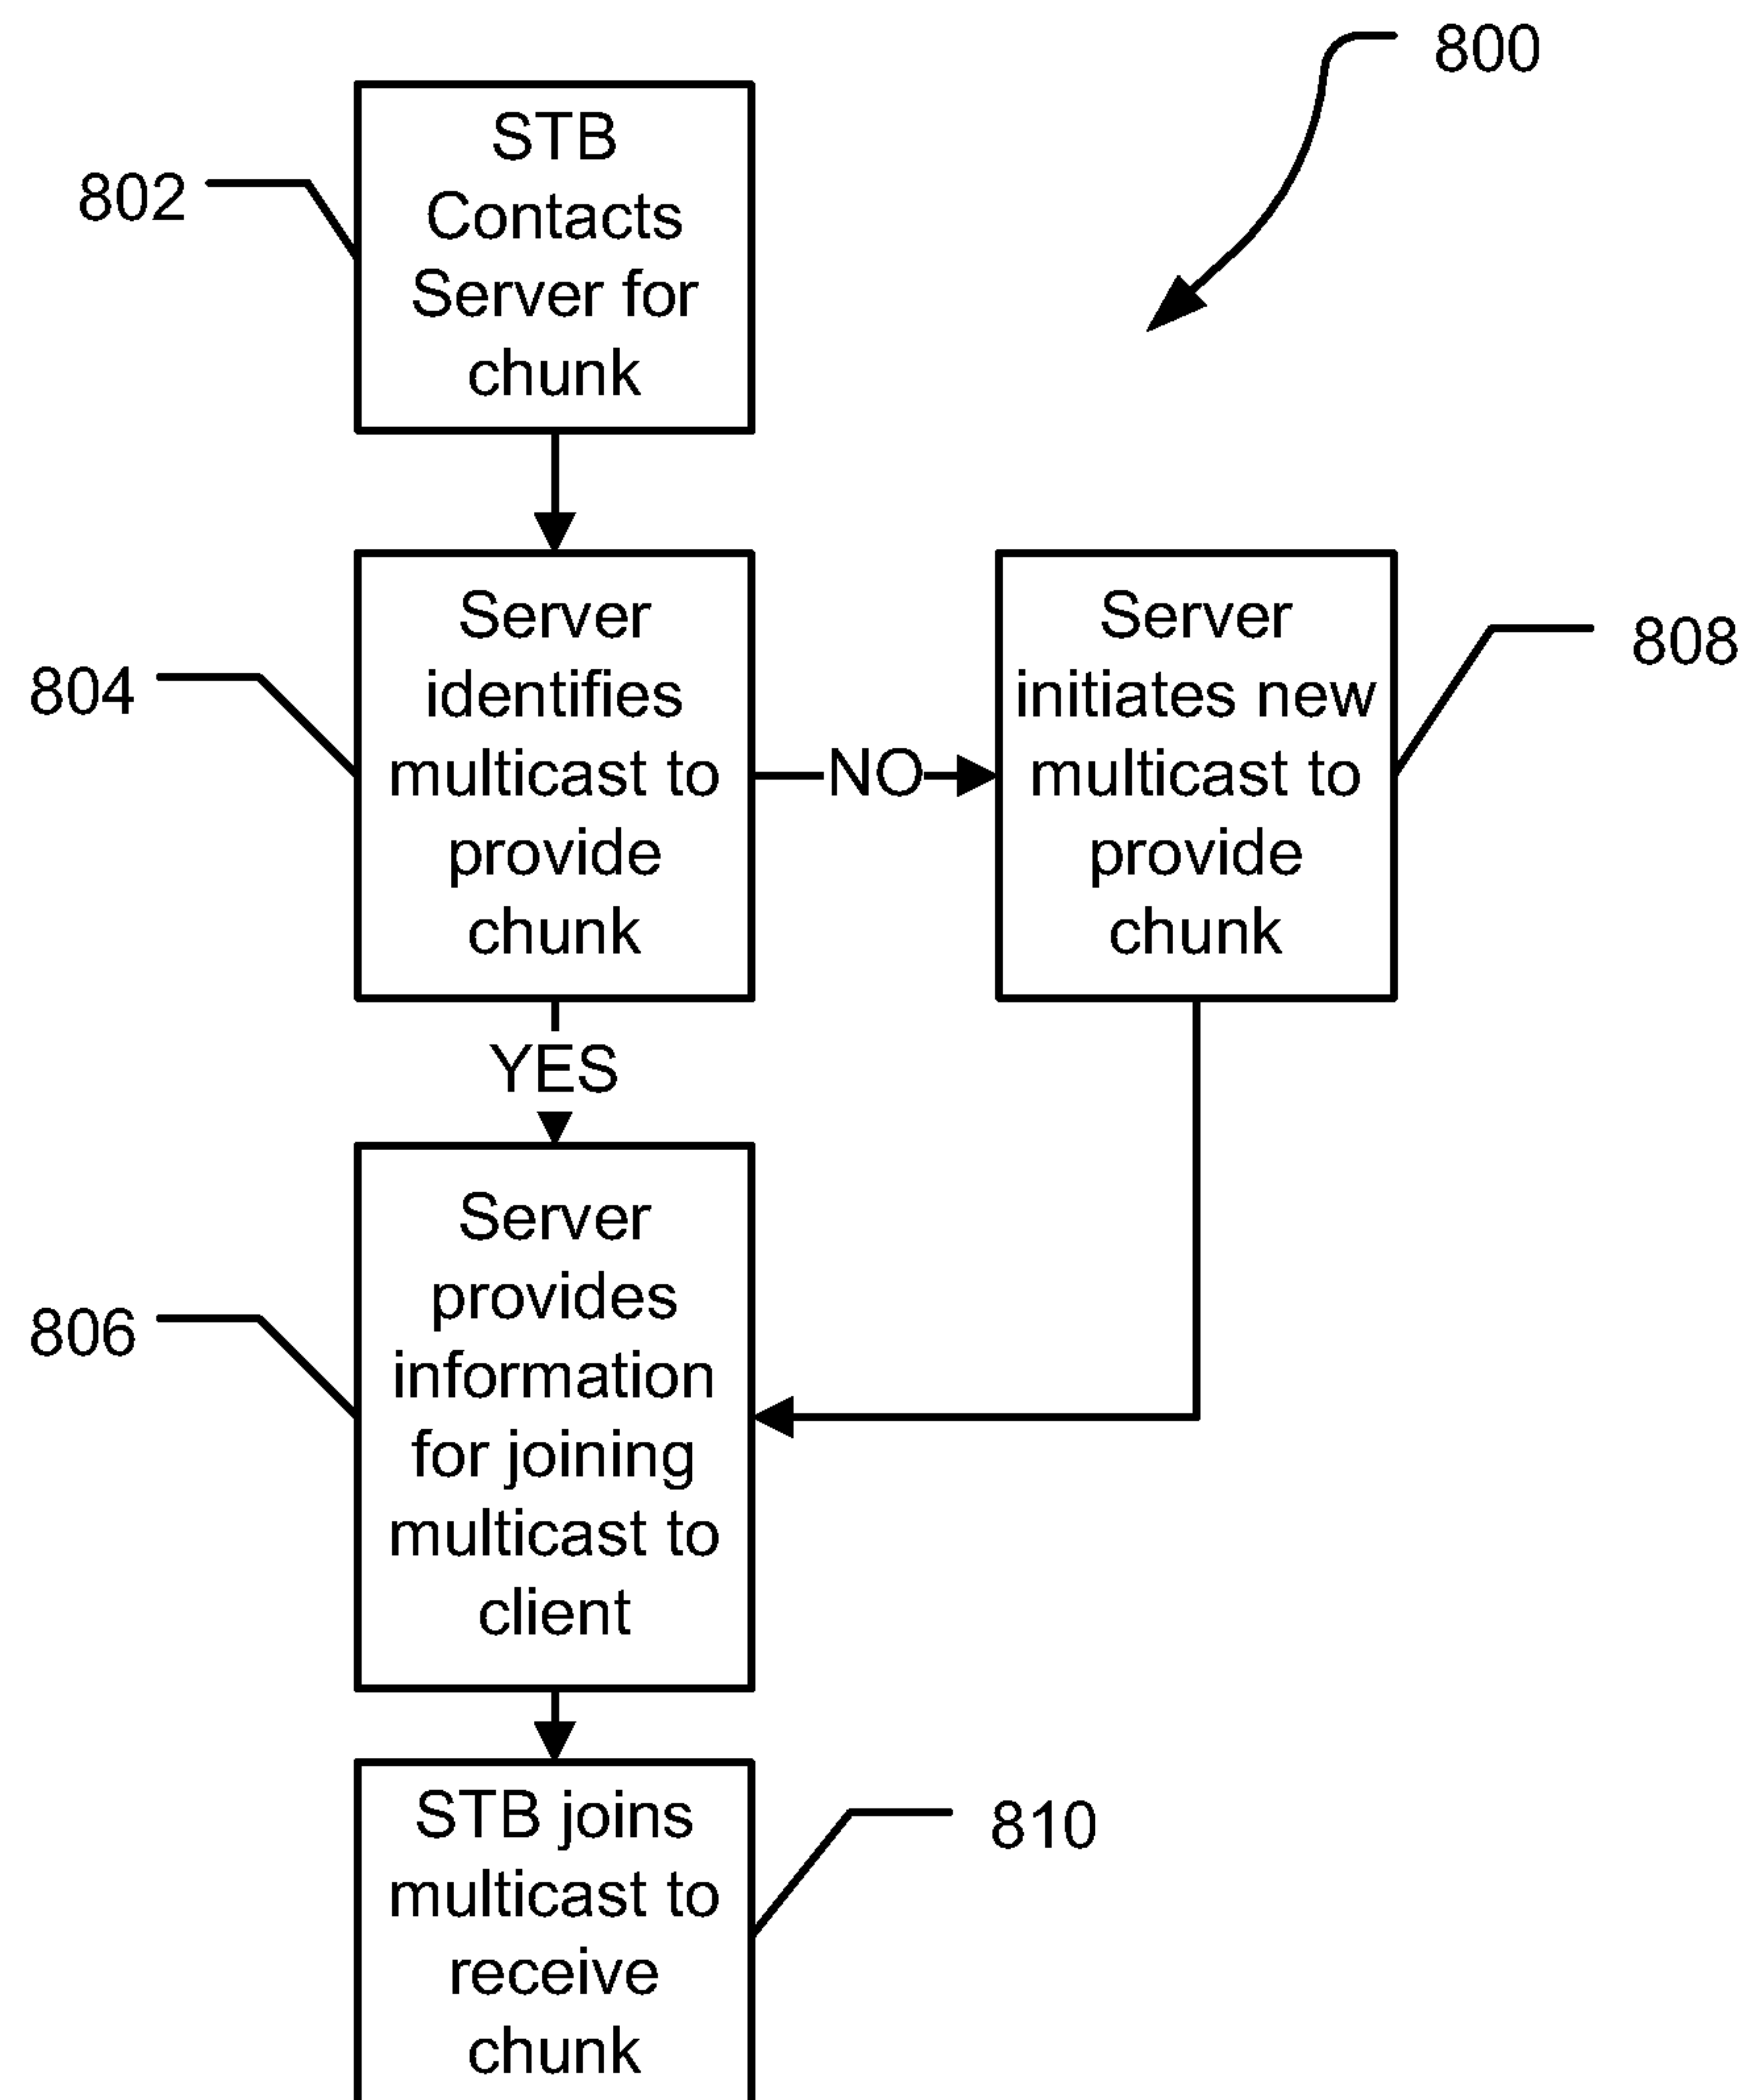 800
802
STB
Contacts
Server for
chunk
804
Server
identifies
multicast to
provide
chunk
NO
Server
initiates new
multicast to
provide
chunk
808
YES
806
Server
provides
information
for joining
multicast to
client
STB joins
multicast to
receive
chunk
810